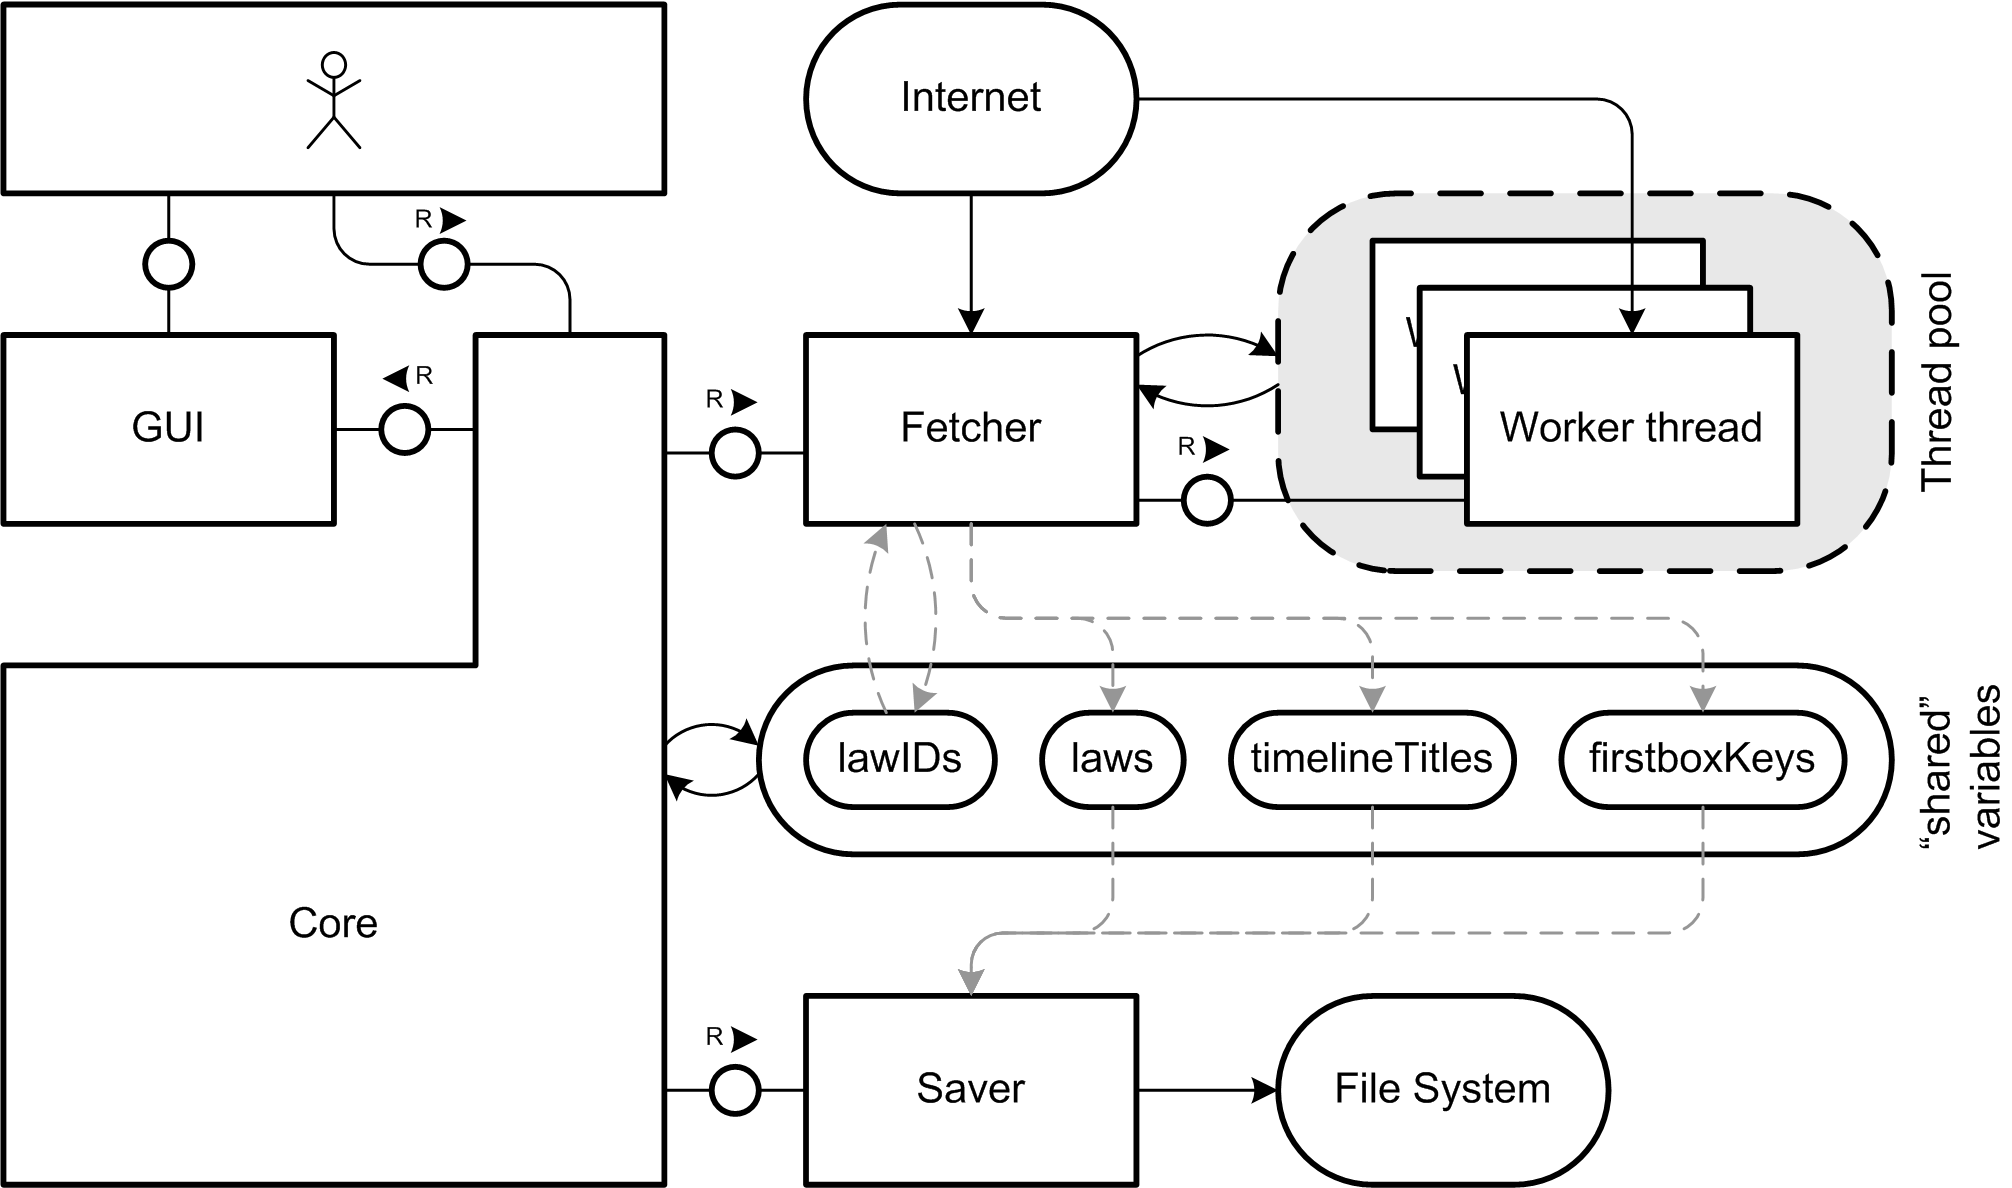 Internet
R
R
GUI
R
Fetcher
R
Worker thread
Thread pool
lawIDs
laws
timelineTitles
firstboxKeys
“shared”
variables
Core
R
Saver
File System